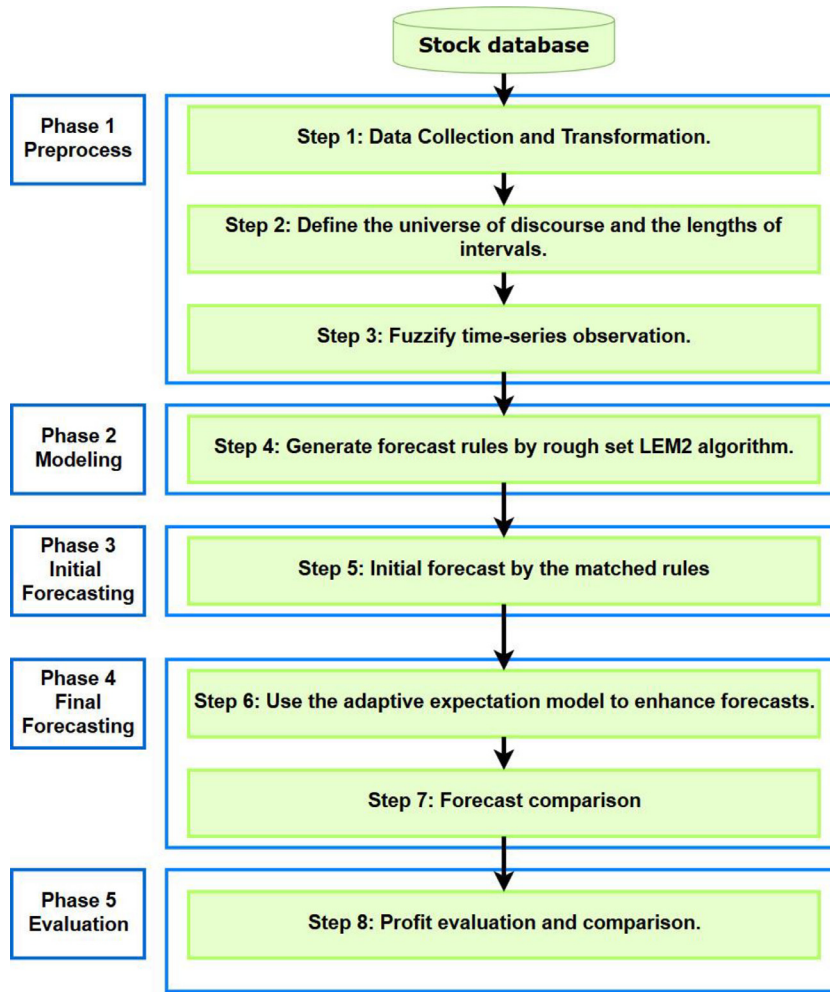 Stock database
Phase 1
Preprocess
Step 1: Data Collection and Transformation.
Step 2: Define the universe of discourse and the lengths of
intervals.
Step 3: Fuzzify time-series observation.
Phase 2
Modeling
Step 4: Generate forecast rules by rough set LEM2 algorithm.
Phase 3
Initial
Forecasting
Step 5: Initial forecast by the matched rules
Phase 4
Final
Forecasting
Step 6: Use the adaptive expectation model to enhance forecasts.
Step 7: Forecast comparison
Phase 5
Evaluation
Step 8: Profit evaluation and comparison.